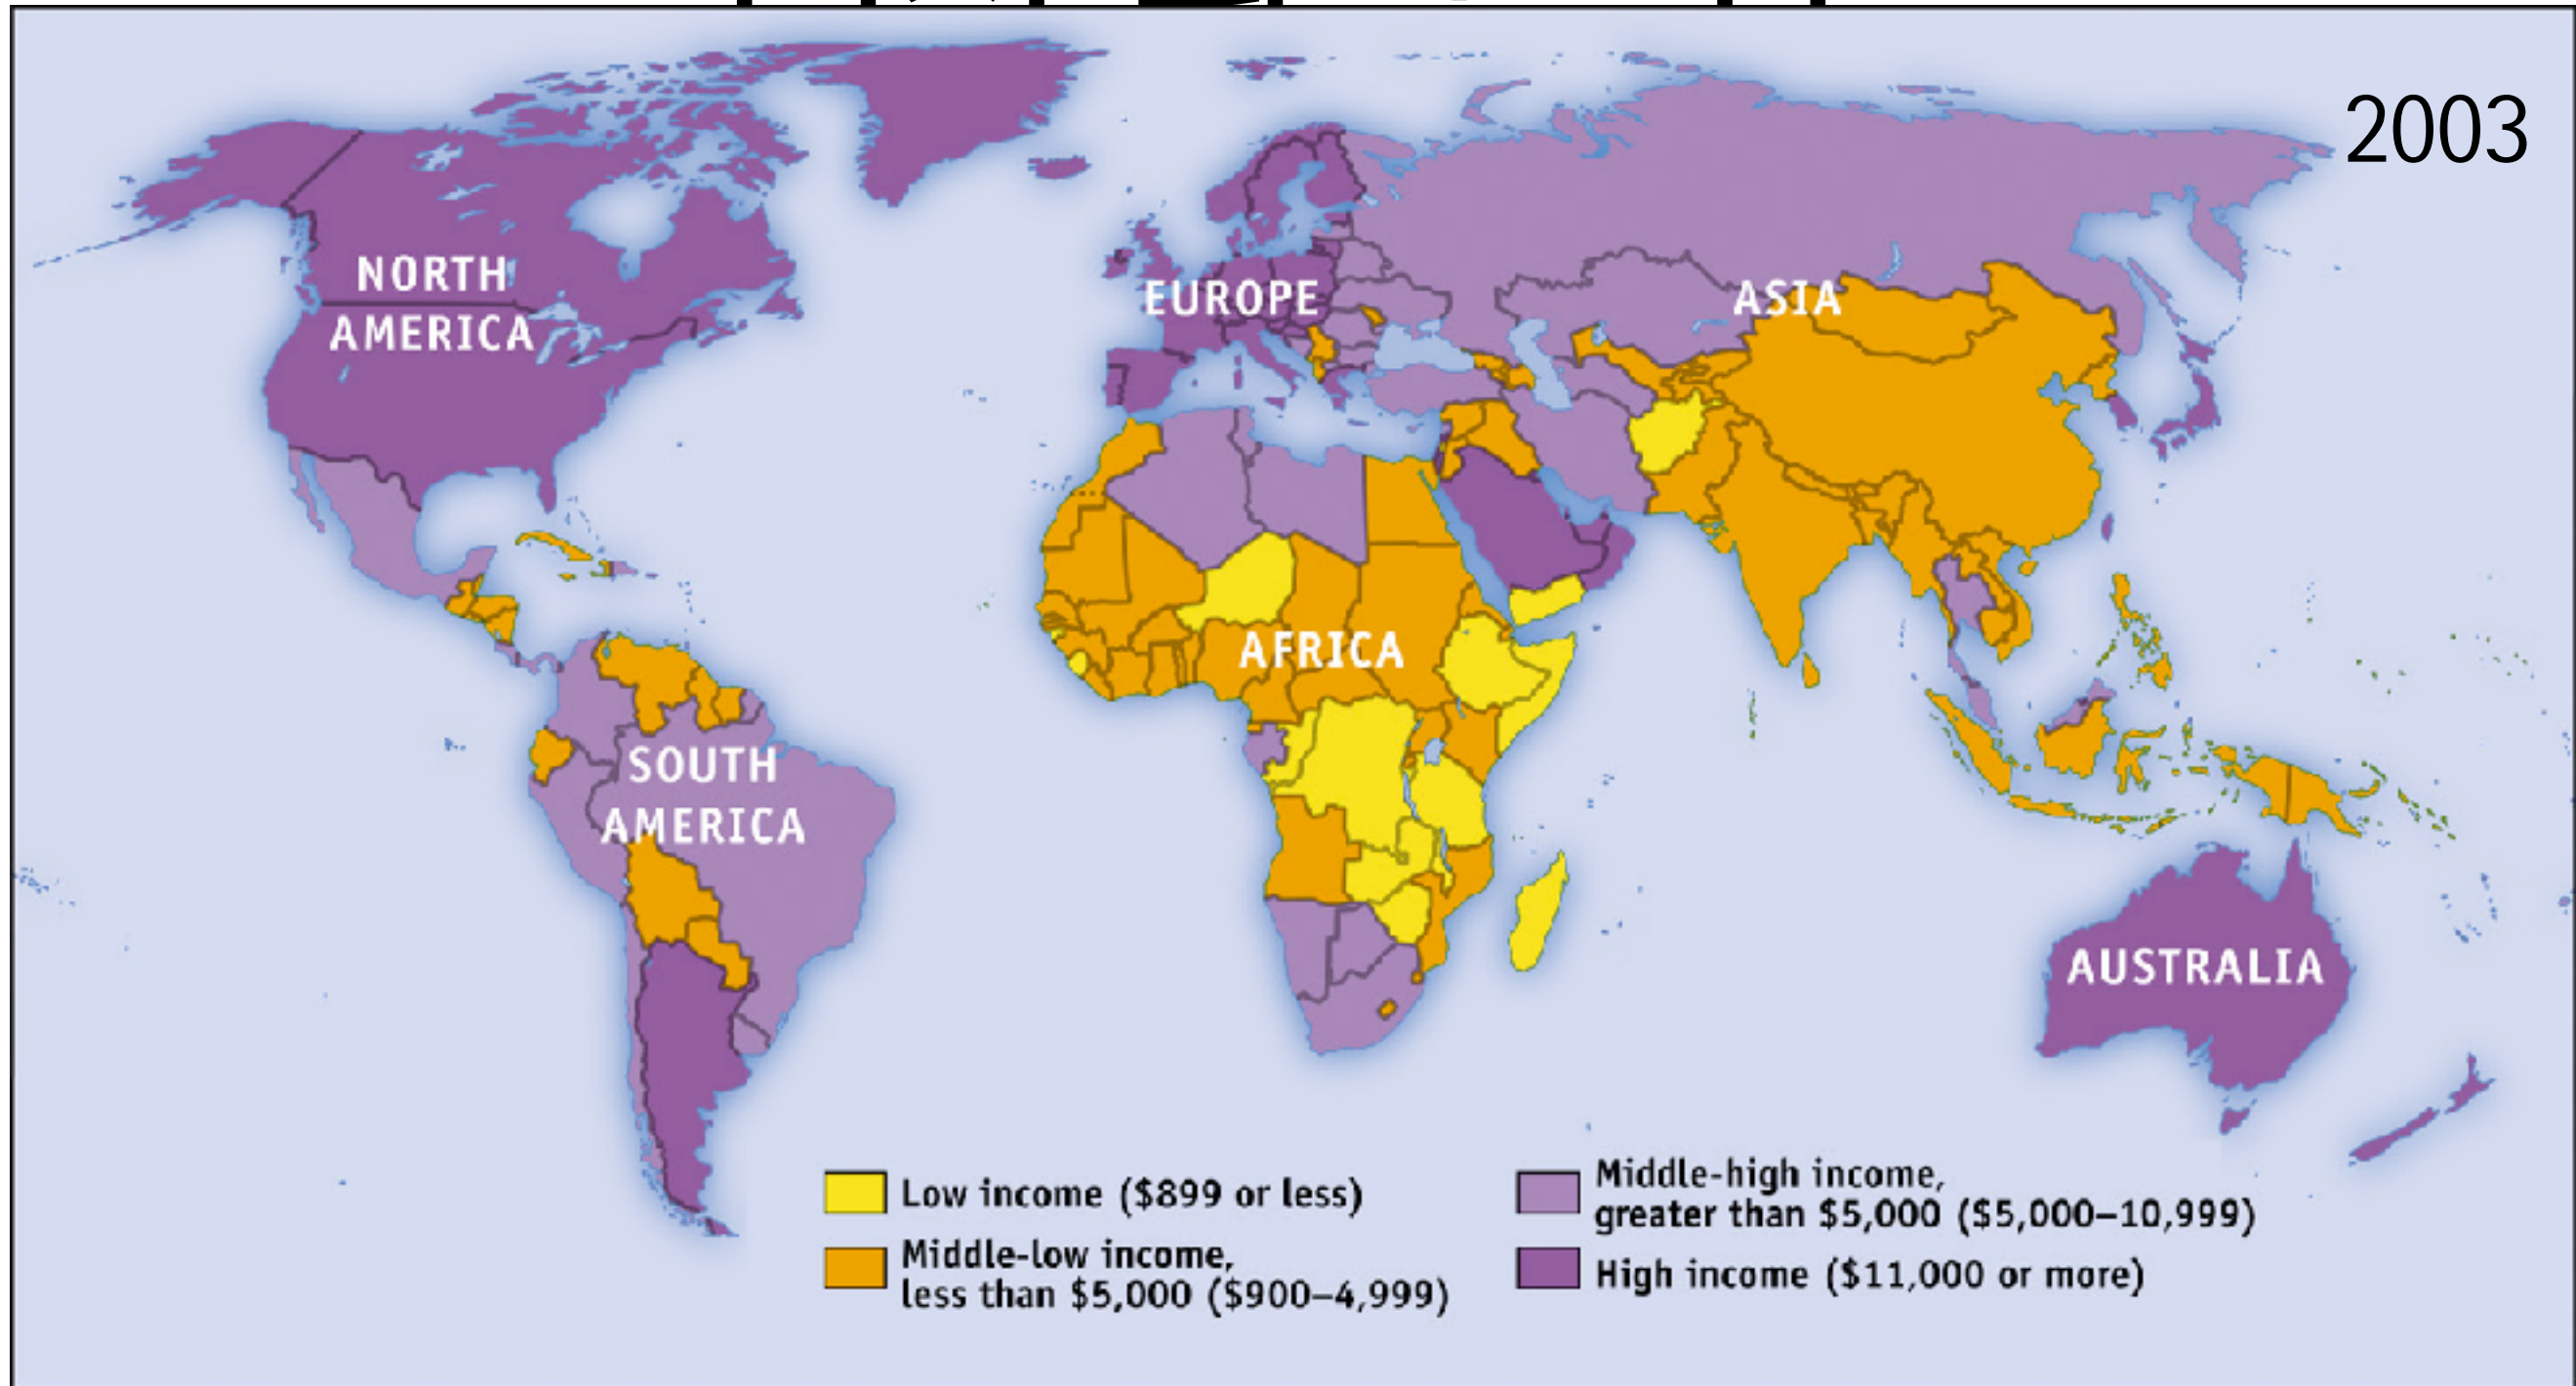 2003
NORTH
AMERICA
EUROPE
ASIA
AFRICA
SOUTH
AMERICA
AUSTRALIA
Low income ($899 or less)
Middle-low income,
less than $5,000 ($900–4,999)
Middle-high income,
greater than $5,000 ($5,000–10,999)
High income ($11,000 or more)